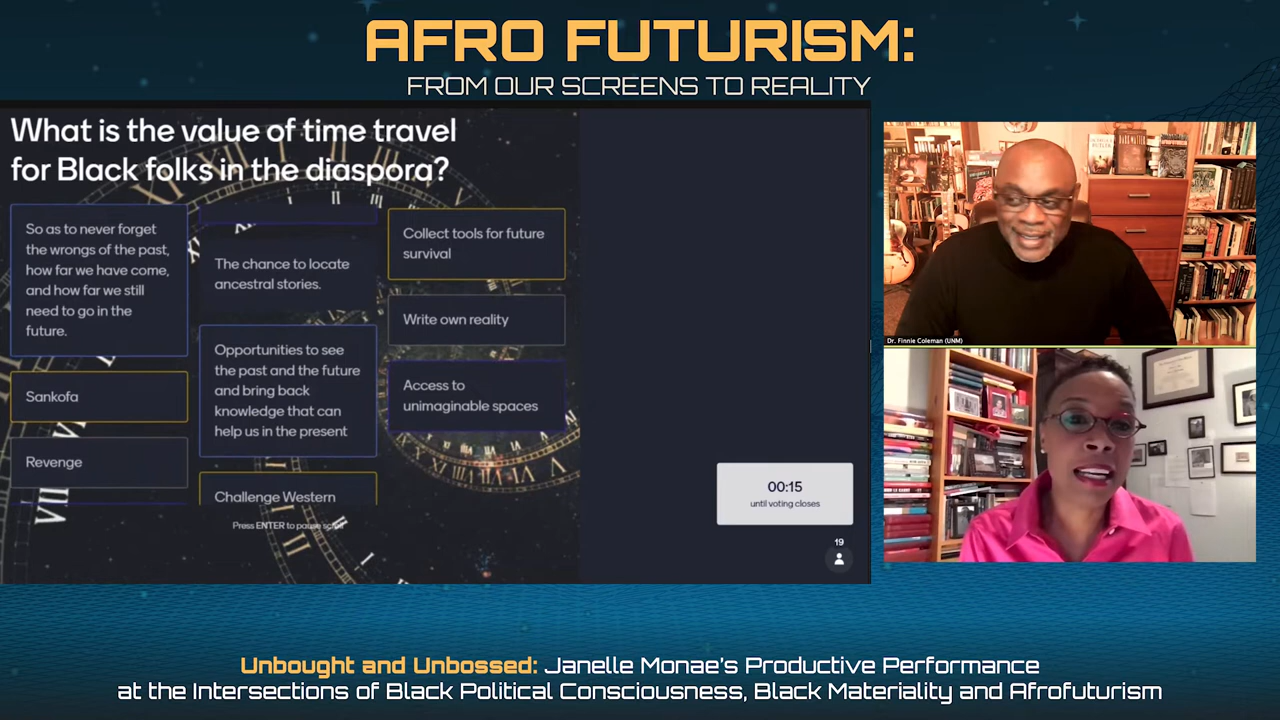 AFRO FUTURISM:
FROM OUR SCREENS TO REALITY
What is the value of time travel
for Black folks in the diaspora?
So as to never forget
the wrongs of the past,
how far we have come,
and how far we still
need to go in the
future.
Sankofa
Revenge
The chance to locate
ancestral stories.
Opportunities to see
the past and the future
and bring back
knowledge that can
help us in the present
Challenge Western
Collect tools for future
survival
Write own reality
Access to
unimaginable spaces
Press ENTER to pause scroll
00:15
until voting closes
19
Dr. Finnie Coleman (UNM)
Unbought and Unbossed: Janelle Monae's Productive Performance
at the Intersections of Black Political Consciousness, Black Materiality and Afrofuturism